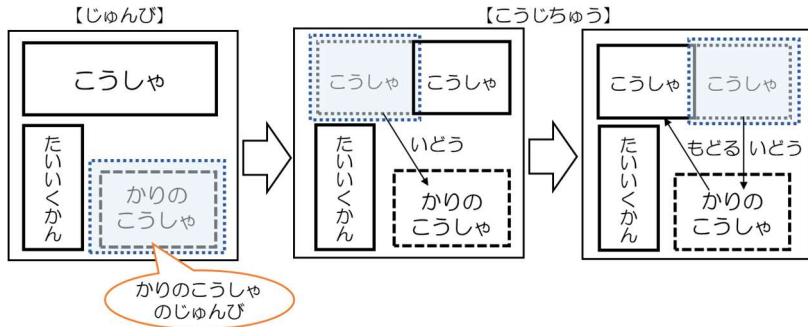 【じゅんび】
こうしゃ
たいいくかん
かりの
こうしゃ
かりのこうしゃ
のじゅんび
【こうじちゅう】
こうしゃ
こうしゃ
たいいくかん
いどう
かりの
こうしゃ
こうしゃ
こうしゃ
たいいくかん
もどる
いどう
かりの
こうしゃ